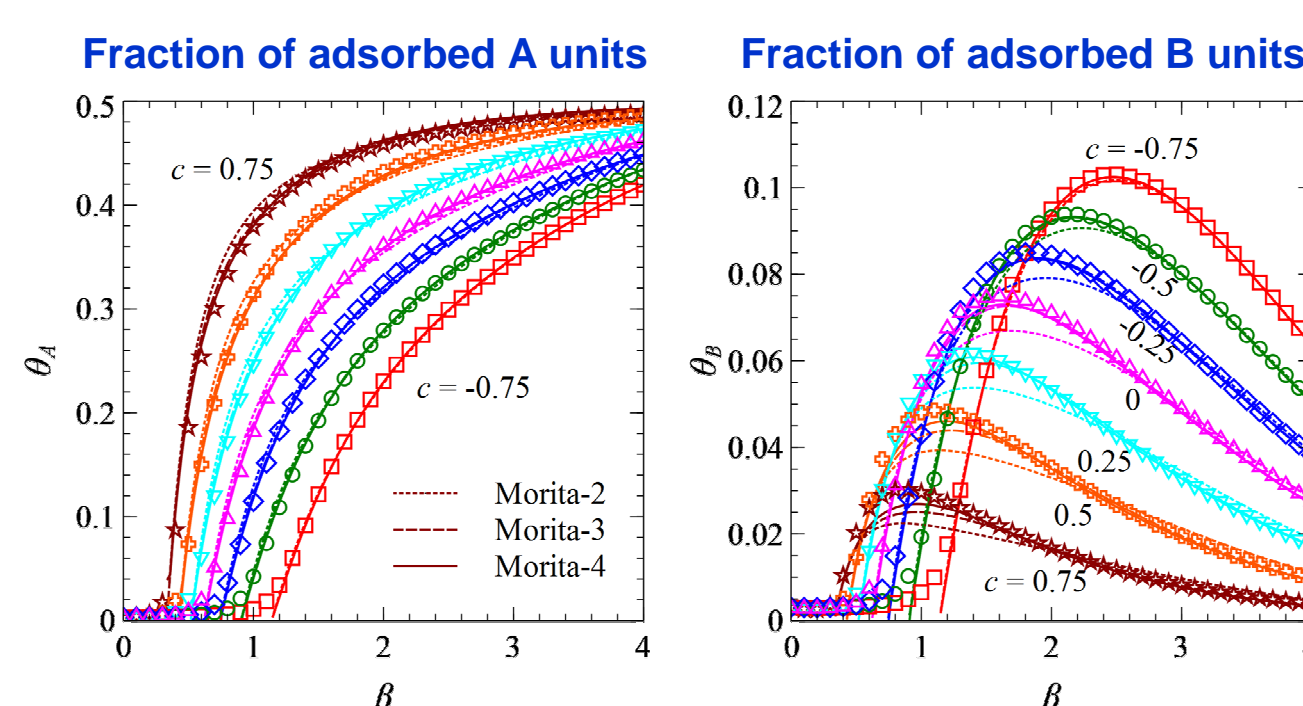 Fraction of adsorbed A units
0.5
0.4
0.3
0.2
0.1
0
θA
c = 0.75
c = -0.75
Morita-2
Morita-3
Morita-4
0 1 2 3 4
β
Fraction of adsorbed B units
0.12
0.1
0.08
0.06
0.04
0.02
0
θB
c = -0.75
-0.5
-0.25
0
0.25
0.5
c = 0.75
0 1 2 3
β